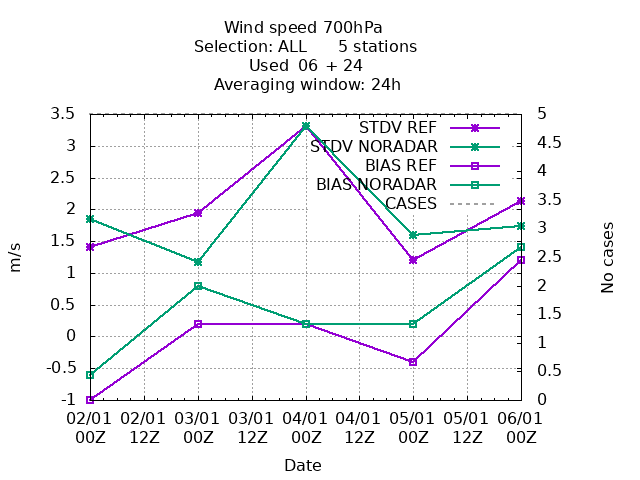 Wind speed 700hPa
Selection: ALL 5 stations
Used 06 + 24
Averaging window: 24h
3.5
3
2.5
2
1.5
1
0.5
0
-0.5
-1
m/s
STDV REF
STDV NORADAR
BIAS REF
BIAS NORADAR
CASES
5
4.5
4
3.5
3
2.5
2
1.5
1
0.5
0
No cases
02/01 02/01 03/01 03/01 04/01 04/01 05/01 05/01 06/01
00Z 12Z 00Z 12Z 00Z 12Z 00Z 12Z 00Z
Date